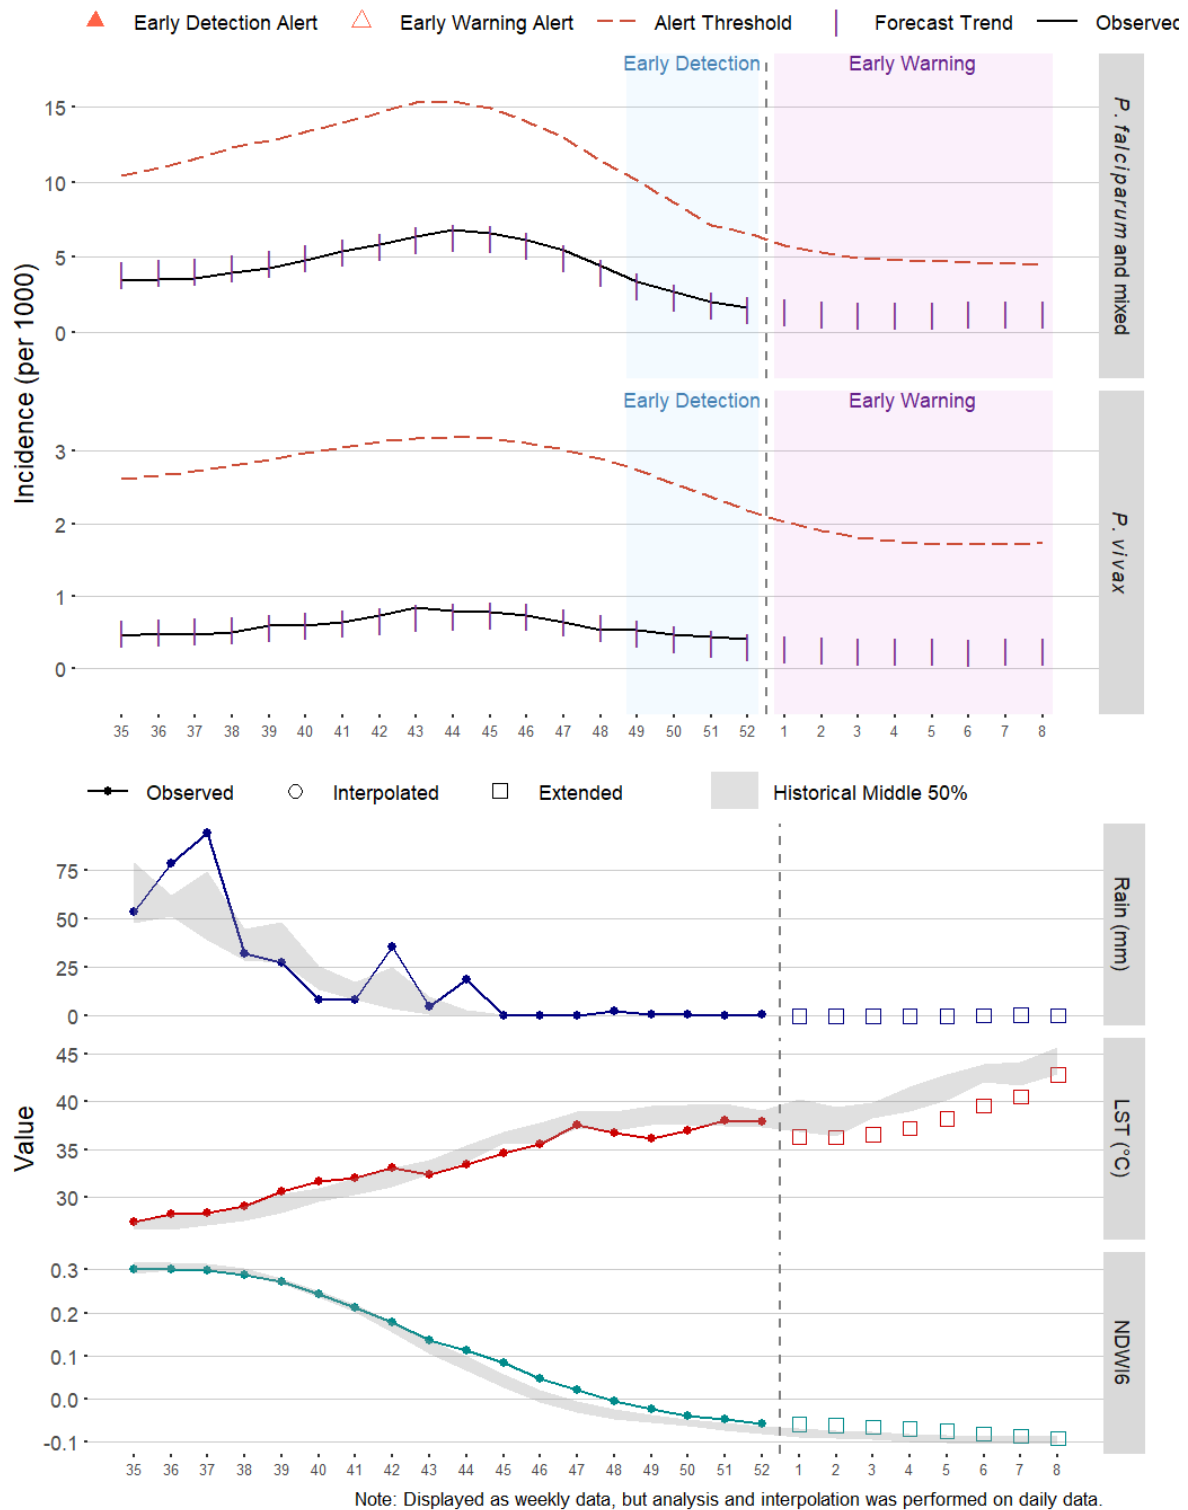 Early Detection Alert Early Warning Alert Alert Threshold Forecast Trend Observed
Early Detection Early Warning
15
10
5
0
P. falciparum and mixed
Incidence (per 1000)
Early Detection Early Warning
3
2
1
0
P. vivax
35 36 37 38 39 40 41 42 43 44 45 46 47 48 49 50 51 52 1 2 3 4 5 6 7 8
Observed Interpolated Extended Historical Middle 50%
75
50
25
0
Rain (mm)
Value
45
40
35
30
LST (°C)
0.3
0.2
0.1
0.0
-0.1
NDWI6
35 36 37 38 39 40 41 42 43 44 45 46 47 48 49 50 51 52 1 2 3 4 5 6 7 8
Note: Displayed as weekly data, but analysis and interpolation was performed on daily data.